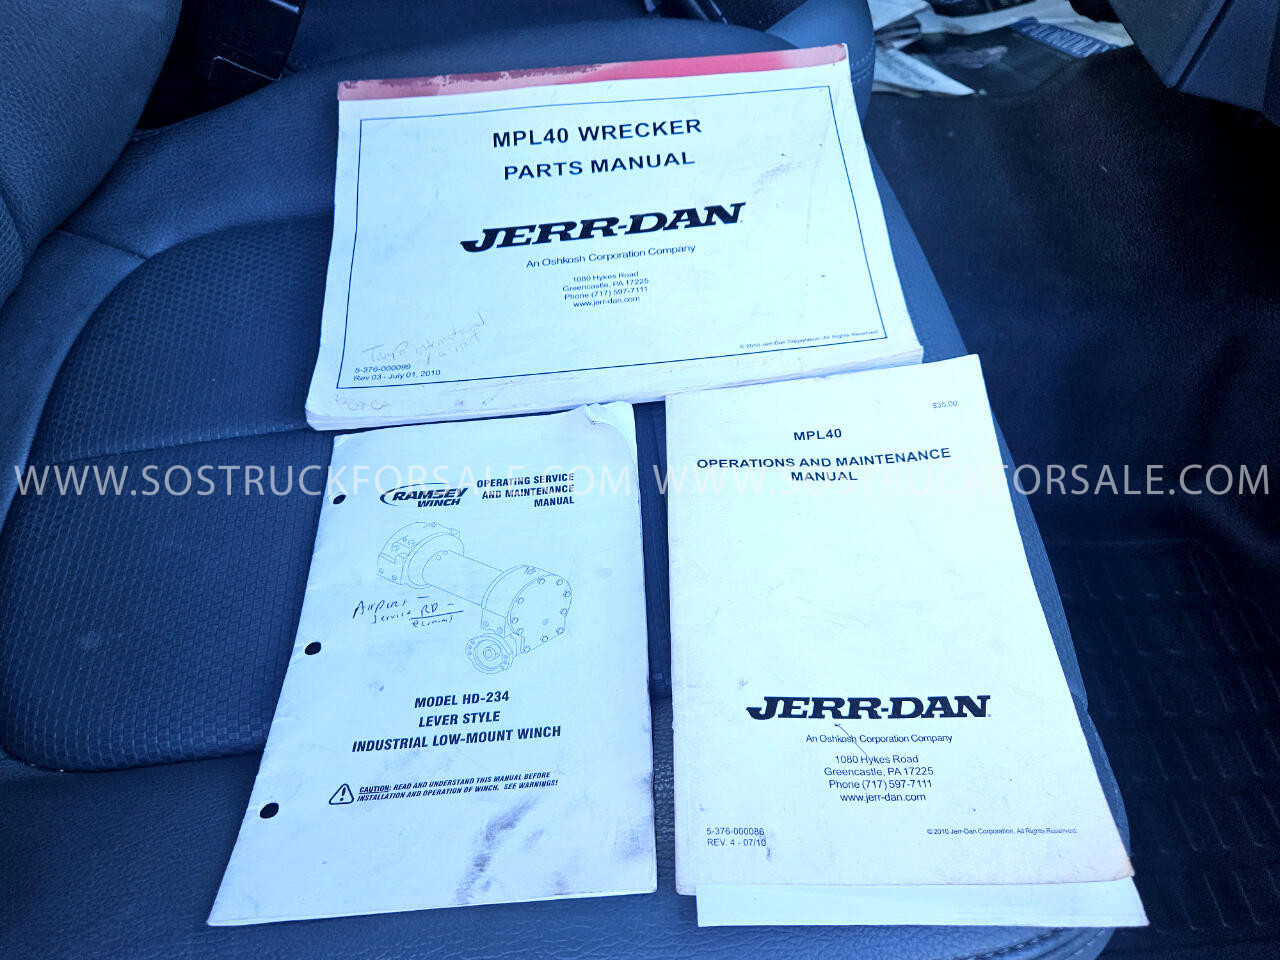 MPL40 WRECKER
PARTS MANUAL
JERR-DAN
An Oshkosh Corporation Company
1080 Hykes Road
Greencastle, PA 17225
Phone (717) 597-7111
www.jerr-dan.com
Tampa international
airport
5-376-000099
Rev 03 - July 01, 2010
© 2010 Jerr-Dan Corporation. All Rights Reserved.
WWW.SOSTRUCKFORSALE.COM WWW.SOSTRUCKFORSALE.COM
RAMSEY
WINCH
OPERATING SERVICE
AND MAINTENANCE
MANUAL
AirPort -
Service RD -
MODEL HD-234
LEVER STYLE
INDUSTRIAL LOW-MOUNT WINCH
CAUTION: READ AND UNDERSTAND THIS MANUAL BEFORE
INSTALLATION AND OPERATION OF WINCH. SEE WARNINGS!
$35.00
MPL40
OPERATIONS AND MAINTENANCE
MANUAL
JERR-DAN
An Oshkosh Corporation Company
1080 Hykes Road
Greencastle, PA 17225
Phone (717) 597-7111
www.jerr-dan.com
5-376-000086
REV. 4 - 07/10
© 2010 Jerr-Dan Corporation. All Rights Reserved.